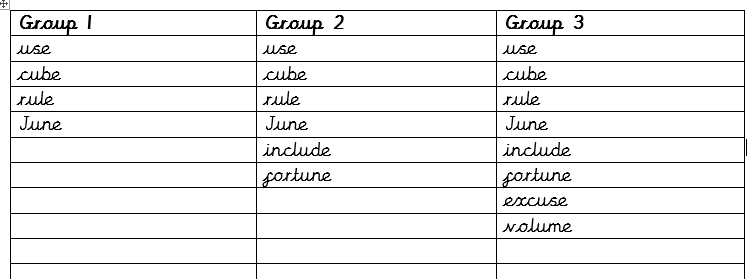 Group 1 Group 2 Group 3
use use use
cube cube cube
rule rule rule
June June June
include include
fortune fortune
excuse
volume